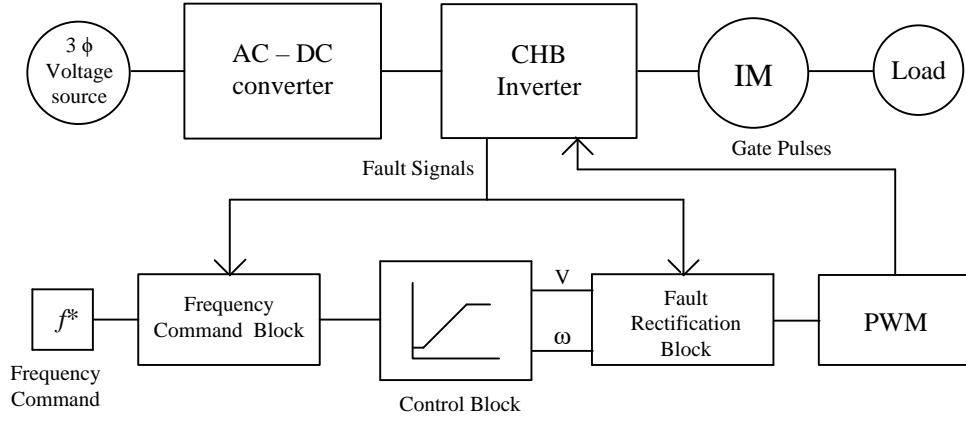 3 ϕ
Voltage
source
AC – DC
converter
CHB
Inverter
IM
Load
Fault Signals
Gate Pulses
f*
Frequency
Command
Frequency
Command Block
Control Block
V
ω
Fault
Rectification
Block
PWM